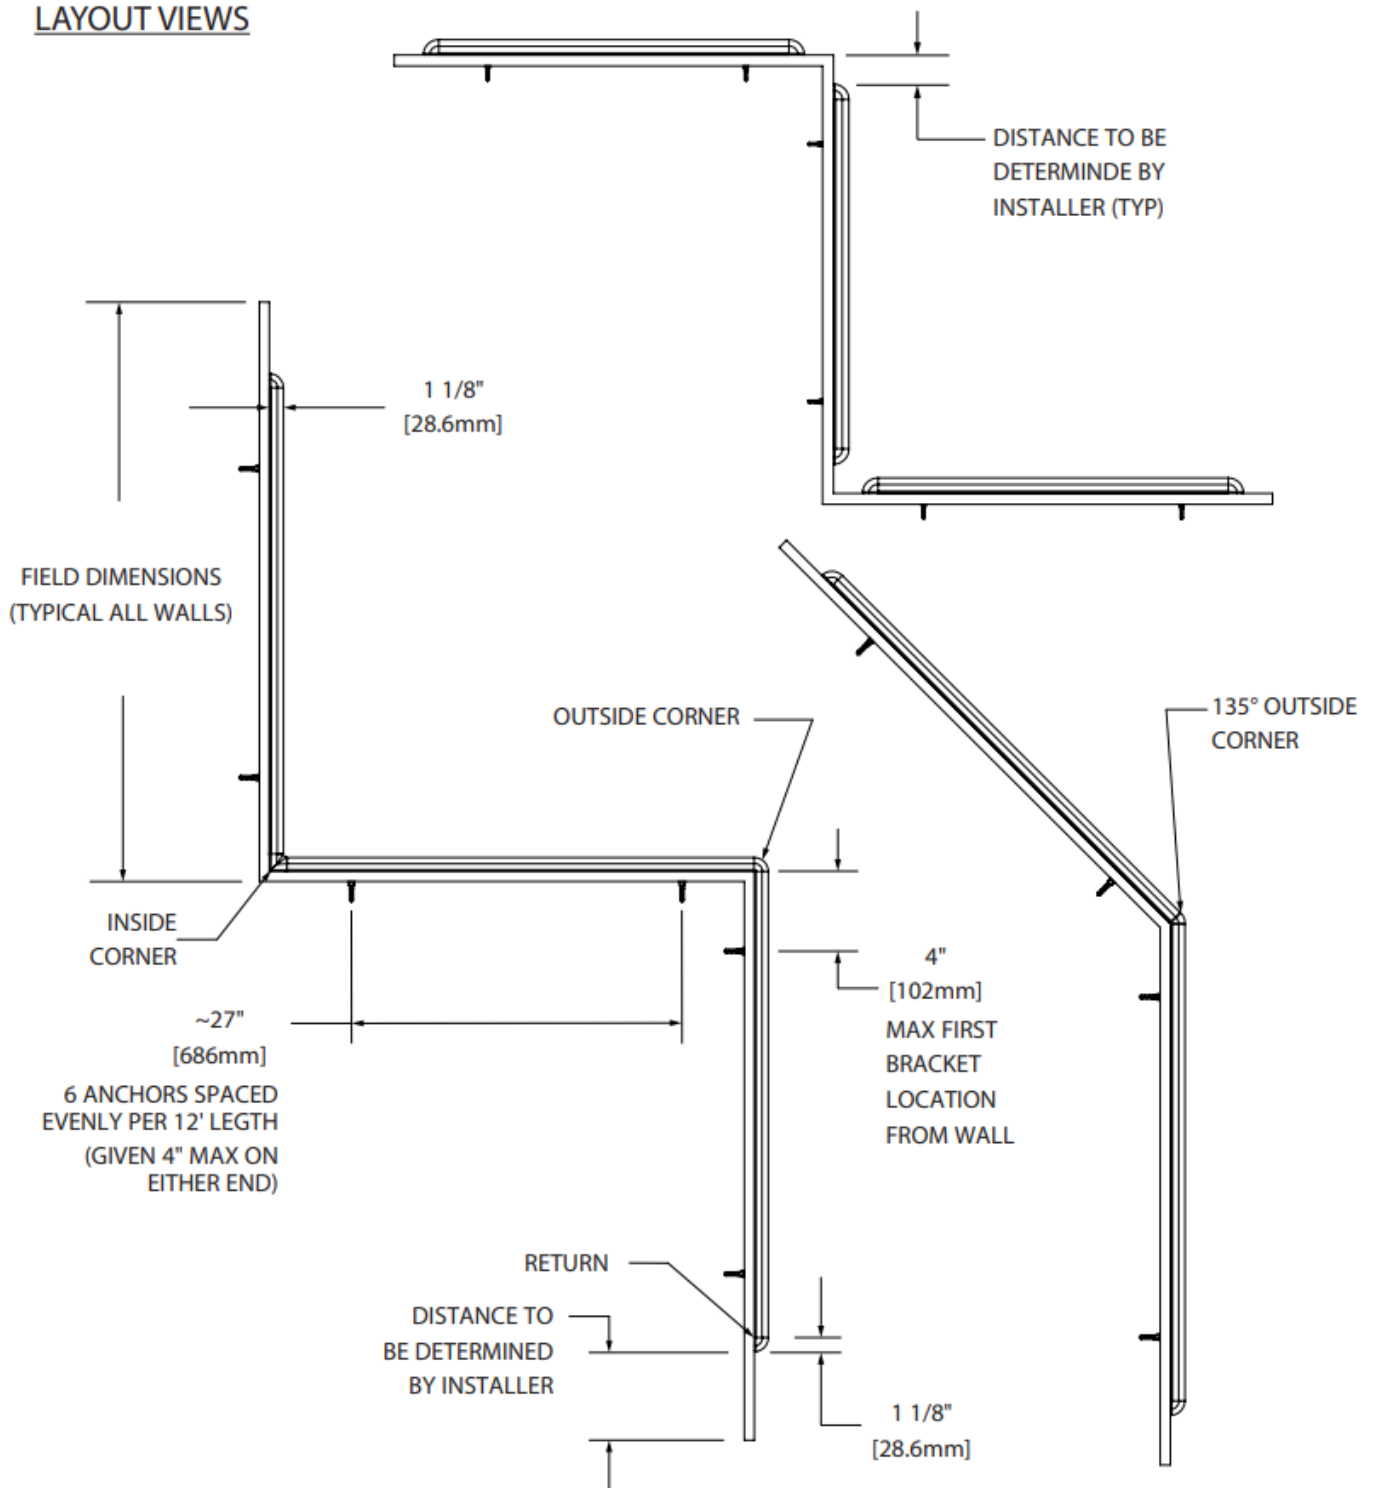 LAYOUT VIEWS
DISTANCE TO BE
DETERMINDE BY
INSTALLER (TYP)
1 1/8"
[28.6mm]
FIELD DIMENSIONS
(TYPICAL ALL WALLS)
OUTSIDE CORNER
135° OUTSIDE
CORNER
INSIDE
CORNER
4"
[102mm]
MAX FIRST
BRACKET
LOCATION
FROM WALL
~27"
[686mm]
6 ANCHORS SPACED
EVENLY PER 12' LEGTH
(GIVEN 4" MAX ON
EITHER END)
RETURN
DISTANCE TO
BE DETERMINED
BY INSTALLER
1 1/8"
[28.6mm]